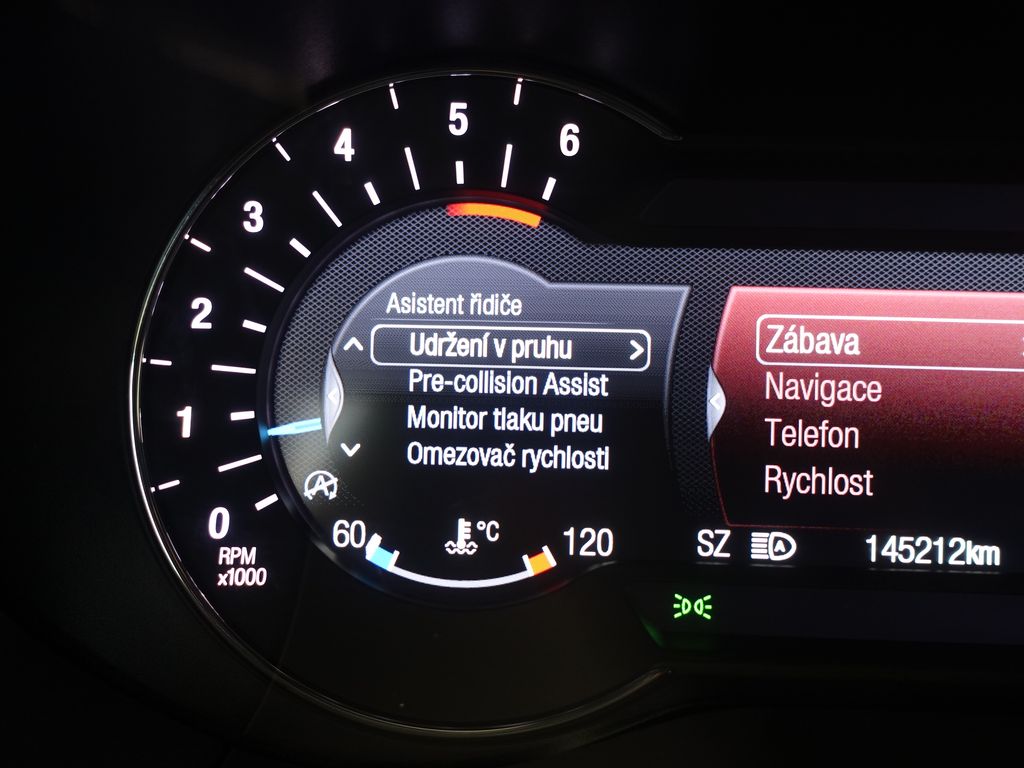 5
4
6
3
2
1
0
RPM
x1000
Asistent řidiče
Udržení v pruhu
Pre-collision Assist
Monitor tlaku pneu
Omezovač rychlosti
A
60
°C
120
Zábava
Navigace
Telefon
Rychlost
SZ
A
145212km